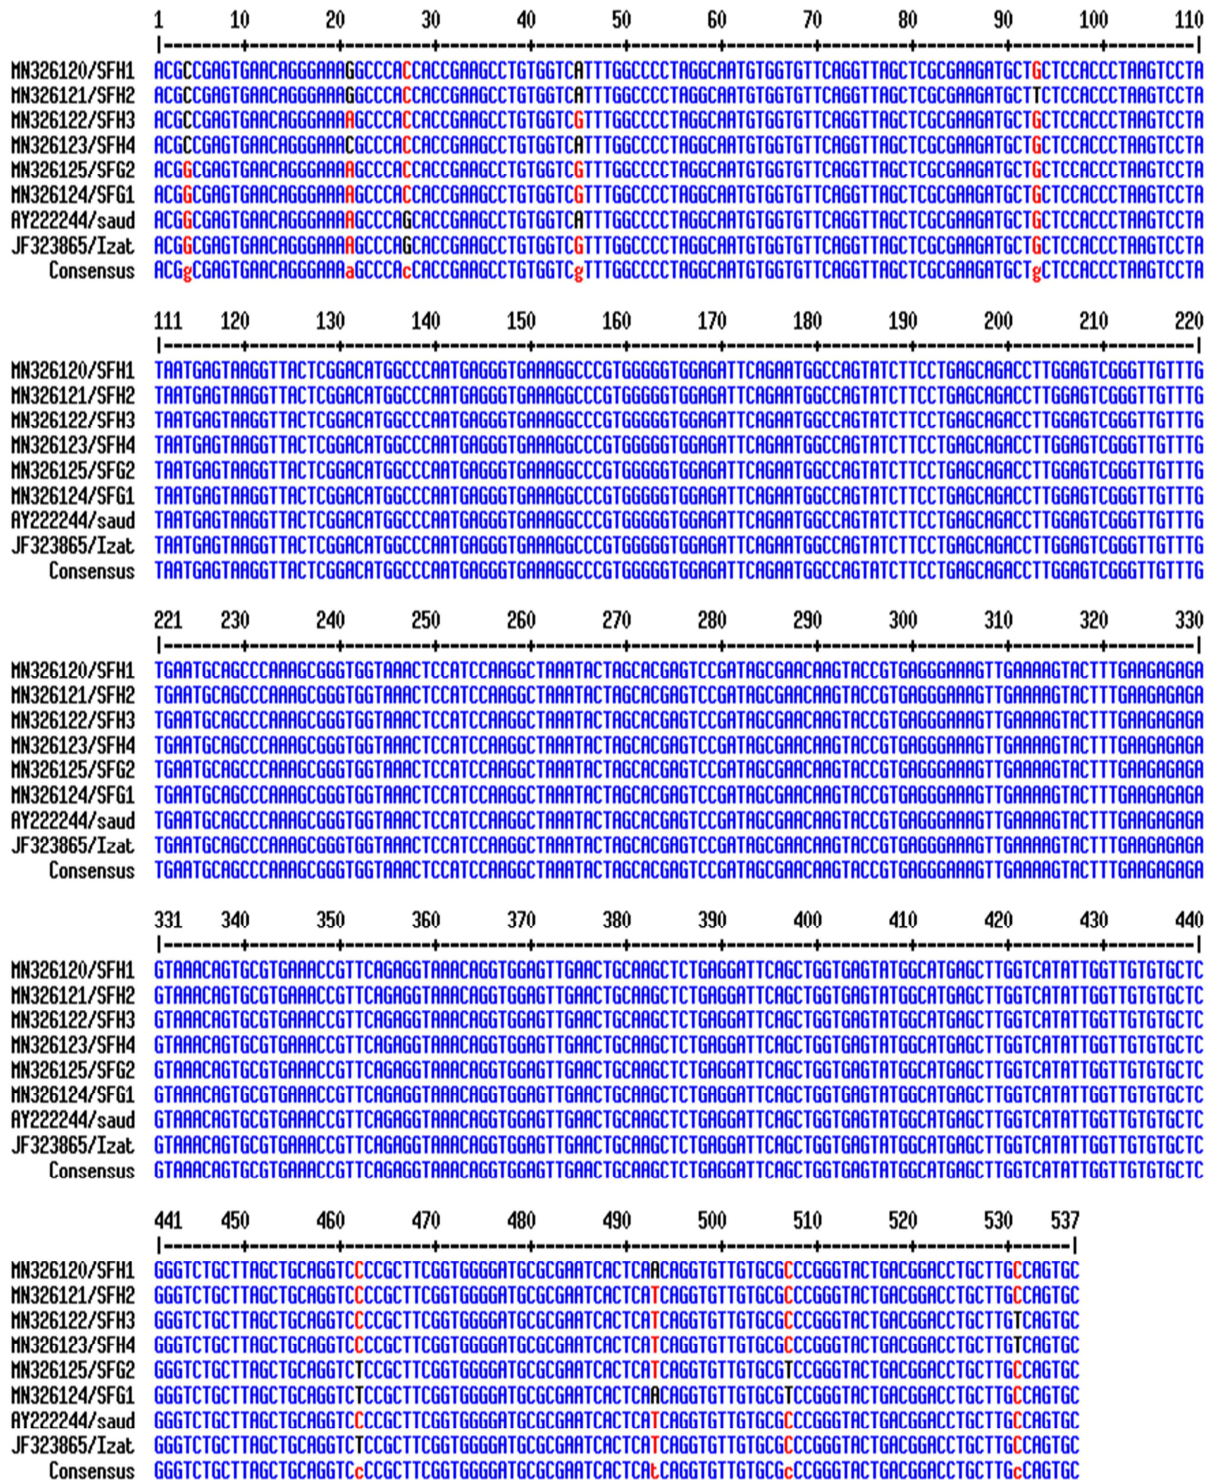 1 10 20 30 40 50 60 70 80 90 100 110
|--------+---------+---------+---------+---------+---------+---------+---------+---------+---------+---------|
MN326120/SFH1 ACGCCGAGTGAACAGGGAAAGGCCCACCACCGAAGCCTGTGGTCATTTGGCCCCTAGGCAATGTGGTGTTCAGGTTAGCTCGCGAAGATGCTGCTCCACCCTAAGTCCTA
MN326121/SFH2 ACGCCGAGTGAACAGGGAAAGGCCCACCACCGAAGCCTGTGGTCATTTGGCCCCTAGGCAATGTGGTGTTCAGGTTAGCTCGCGAAGATGCTTCTCCACCCTAAGTCCTA
MN326122/SFH3 ACGCCGAGTGAACAGGGAAAAGCCCACCACCGAAGCCTGTGGTCGTTTGGCCCCTAGGCAATGTGGTGTTCAGGTTAGCTCGCGAAGATGCTGCTCCACCCTAAGTCCTA
MN326123/SFH4 ACGCCGAGTGAACAGGGAAACGCCCACCACCGAAGCCTGTGGTCATTTGGCCCCTAGGCAATGTGGTGTTCAGGTTAGCTCGCGAAGATGCTGCTCCACCCTAAGTCCTA
MN326125/SFG2 ACGGCGAGTGAACAGGGAAAAGCCCACCACCGAAGCCTGTGGTCGTTTGGCCCCTAGGCAATGTGGTGTTCAGGTTAGCTCGCGAAGATGCTGCTCCACCCTAAGTCCTA
MN326124/SFG1 ACGGCGAGTGAACAGGGAAAAGCCCACCACCGAAGCCTGTGGTCGTTTGGCCCCTAGGCAATGTGGTGTTCAGGTTAGCTCGCGAAGATGCTGCTCCACCCTAAGTCCTA
AY222244/saud ACGGCGAGTGAACAGGGAAAAGCCCAGCACCGAAGCCTGTGGTCATTTGGCCCCTAGGCAATGTGGTGTTCAGGTTAGCTCGCGAAGATGCTGCTCCACCCTAAGTCCTA
JF323865/Izat ACGGCGAGTGAACAGGGAAAAGCCCAGCACCGAAGCCTGTGGTCGTTTGGCCCCTAGGCAATGTGGTGTTCAGGTTAGCTCGCGAAGATGCTGCTCCACCCTAAGTCCTA
Consensus ACGgCGAGTGAACAGGGAAAaGCCCAcCACCGAAGCCTGTGGTCgTTTGGCCCCTAGGCAATGTGGTGTTCAGGTTAGCTCGCGAAGATGCTgCTCCACCCTAAGTCCTA
111 120 130 140 150 160 170 180 190 200 210 220
|--------+---------+---------+---------+---------+---------+---------+---------+---------+---------+---------|
MN326120/SFH1 TAATGAGTAAGGTTACTCGGACATGGCCCAATGAGGGTGAAAGGCCCGTGGGGGTGGAGATTCAGAATGGCCAGTATCTTCCTGAGCAGACCTTGGAGTCGGGTTGTTTG
MN326121/SFH2 TAATGAGTAAGGTTACTCGGACATGGCCCAATGAGGGTGAAAGGCCCGTGGGGGTGGAGATTCAGAATGGCCAGTATCTTCCTGAGCAGACCTTGGAGTCGGGTTGTTTG
MN326122/SFH3 TAATGAGTAAGGTTACTCGGACATGGCCCAATGAGGGTGAAAGGCCCGTGGGGGTGGAGATTCAGAATGGCCAGTATCTTCCTGAGCAGACCTTGGAGTCGGGTTGTTTG
MN326123/SFH4 TAATGAGTAAGGTTACTCGGACATGGCCCAATGAGGGTGAAAGGCCCGTGGGGGTGGAGATTCAGAATGGCCAGTATCTTCCTGAGCAGACCTTGGAGTCGGGTTGTTTG
MN326125/SFG2 TAATGAGTAAGGTTACTCGGACATGGCCCAATGAGGGTGAAAGGCCCGTGGGGGTGGAGATTCAGAATGGCCAGTATCTTCCTGAGCAGACCTTGGAGTCGGGTTGTTTG
MN326124/SFG1 TAATGAGTAAGGTTACTCGGACATGGCCCAATGAGGGTGAAAGGCCCGTGGGGGTGGAGATTCAGAATGGCCAGTATCTTCCTGAGCAGACCTTGGAGTCGGGTTGTTTG
AY222244/saud TAATGAGTAAGGTTACTCGGACATGGCCCAATGAGGGTGAAAGGCCCGTGGGGGTGGAGATTCAGAATGGCCAGTATCTTCCTGAGCAGACCTTGGAGTCGGGTTGTTTG
JF323865/Izat TAATGAGTAAGGTTACTCGGACATGGCCCAATGAGGGTGAAAGGCCCGTGGGGGTGGAGATTCAGAATGGCCAGTATCTTCCTGAGCAGACCTTGGAGTCGGGTTGTTTG
Consensus TAATGAGTAAGGTTACTCGGACATGGCCCAATGAGGGTGAAAGGCCCGTGGGGGTGGAGATTCAGAATGGCCAGTATCTTCCTGAGCAGACCTTGGAGTCGGGTTGTTTG
221 230 240 250 260 270 280 290 300 310 320 330
|--------+---------+---------+---------+---------+---------+---------+---------+---------+---------+---------|
MN326120/SFH1 TGAATGCAGCCCAAAGCGGGTGGTAAACTCCATCCAAGGCTAAATACTAGCACGAGTCCGATAGCGAACAAGTACCGTGAGGGAAAGTTGAAAAGTACTTTGAAGAGAGA
MN326121/SFH2 TGAATGCAGCCCAAAGCGGGTGGTAAACTCCATCCAAGGCTAAATACTAGCACGAGTCCGATAGCGAACAAGTACCGTGAGGGAAAGTTGAAAAGTACTTTGAAGAGAGA
MN326122/SFH3 TGAATGCAGCCCAAAGCGGGTGGTAAACTCCATCCAAGGCTAAATACTAGCACGAGTCCGATAGCGAACAAGTACCGTGAGGGAAAGTTGAAAAGTACTTTGAAGAGAGA
MN326123/SFH4 TGAATGCAGCCCAAAGCGGGTGGTAAACTCCATCCAAGGCTAAATACTAGCACGAGTCCGATAGCGAACAAGTACCGTGAGGGAAAGTTGAAAAGTACTTTGAAGAGAGA
MN326125/SFG2 TGAATGCAGCCCAAAGCGGGTGGTAAACTCCATCCAAGGCTAAATACTAGCACGAGTCCGATAGCGAACAAGTACCGTGAGGGAAAGTTGAAAAGTACTTTGAAGAGAGA
MN326124/SFG1 TGAATGCAGCCCAAAGCGGGTGGTAAACTCCATCCAAGGCTAAATACTAGCACGAGTCCGATAGCGAACAAGTACCGTGAGGGAAAGTTGAAAAGTACTTTGAAGAGAGA
AY222244/saud TGAATGCAGCCCAAAGCGGGTGGTAAACTCCATCCAAGGCTAAATACTAGCACGAGTCCGATAGCGAACAAGTACCGTGAGGGAAAGTTGAAAAGTACTTTGAAGAGAGA
JF323865/Izat TGAATGCAGCCCAAAGCGGGTGGTAAACTCCATCCAAGGCTAAATACTAGCACGAGTCCGATAGCGAACAAGTACCGTGAGGGAAAGTTGAAAAGTACTTTGAAGAGAGA
Consensus TGAATGCAGCCCAAAGCGGGTGGTAAACTCCATCCAAGGCTAAATACTAGCACGAGTCCGATAGCGAACAAGTACCGTGAGGGAAAGTTGAAAAGTACTTTGAAGAGAGA
331 340 350 360 370 380 390 400 410 420 430 440
|--------+---------+---------+---------+---------+---------+---------+---------+---------+---------+---------|
MN326120/SFH1 GTAAACAGTGCGTGAAACCGTTCAGAGGTAAACAGGTGGAGTTGAACTGCAAGCTCTGAGGATTCAGCTGGTGAGTATGGCATGAGCTTGGTCATATTGGTTGTGTGCTC
MN326121/SFH2 GTAAACAGTGCGTGAAACCGTTCAGAGGTAAACAGGTGGAGTTGAACTGCAAGCTCTGAGGATTCAGCTGGTGAGTATGGCATGAGCTTGGTCATATTGGTTGTGTGCTC
MN326122/SFH3 GTAAACAGTGCGTGAAACCGTTCAGAGGTAAACAGGTGGAGTTGAACTGCAAGCTCTGAGGATTCAGCTGGTGAGTATGGCATGAGCTTGGTCATATTGGTTGTGTGCTC
MN326123/SFH4 GTAAACAGTGCGTGAAACCGTTCAGAGGTAAACAGGTGGAGTTGAACTGCAAGCTCTGAGGATTCAGCTGGTGAGTATGGCATGAGCTTGGTCATATTGGTTGTGTGCTC
MN326125/SFG2 GTAAACAGTGCGTGAAACCGTTCAGAGGTAAACAGGTGGAGTTGAACTGCAAGCTCTGAGGATTCAGCTGGTGAGTATGGCATGAGCTTGGTCATATTGGTTGTGTGCTC
MN326124/SFG1 GTAAACAGTGCGTGAAACCGTTCAGAGGTAAACAGGTGGAGTTGAACTGCAAGCTCTGAGGATTCAGCTGGTGAGTATGGCATGAGCTTGGTCATATTGGTTGTGTGCTC
AY222244/saud GTAAACAGTGCGTGAAACCGTTCAGAGGTAAACAGGTGGAGTTGAACTGCAAGCTCTGAGGATTCAGCTGGTGAGTATGGCATGAGCTTGGTCATATTGGTTGTGTGCTC
JF323865/Izat GTAAACAGTGCGTGAAACCGTTCAGAGGTAAACAGGTGGAGTTGAACTGCAAGCTCTGAGGATTCAGCTGGTGAGTATGGCATGAGCTTGGTCATATTGGTTGTGTGCTC
Consensus GTAAACAGTGCGTGAAACCGTTCAGAGGTAAACAGGTGGAGTTGAACTGCAAGCTCTGAGGATTCAGCTGGTGAGTATGGCATGAGCTTGGTCATATTGGTTGTGTGCTC
441 450 460 470 480 490 500 510 520 530 537
|--------+---------+---------+---------+---------+---------+---------+---------+---------+------|
MN326120/SFH1 GGGTCTGCTTAGCTGCAGGTCCCCGCTTCGGTGGGGATGCGCGAATCACTCAACAGGTGTTGTGCGCCCGGGTACTGACGGACCTGCTTGCCAGTGC
MN326121/SFH2 GGGTCTGCTTAGCTGCAGGTCCCCGCTTCGGTGGGGATGCGCGAATCACTCATCAGGTGTTGTGCGCCCGGGTACTGACGGACCTGCTTGCCAGTGC
MN326122/SFH3 GGGTCTGCTTAGCTGCAGGTCCCCGCTTCGGTGGGGATGCGCGAATCACTCATCAGGTGTTGTGCGCCCGGGTACTGACGGACCTGCTTGTCAGTGC
MN326123/SFH4 GGGTCTGCTTAGCTGCAGGTCCCCGCTTCGGTGGGGATGCGCGAATCACTCATCAGGTGTTGTGCGCCCGGGTACTGACGGACCTGCTTGTCAGTGC
MN326125/SFG2 GGGTCTGCTTAGCTGCAGGTCTCCGCTTCGGTGGGGATGCGCGAATCACTCATCAGGTGTTGTGCGTCCGGGTACTGACGGACCTGCTTGCCAGTGC
MN326124/SFG1 GGGTCTGCTTAGCTGCAGGTCTCCGCTTCGGTGGGGATGCGCGAATCACTCAACAGGTGTTGTGCGTCCGGGTACTGACGGACCTGCTTGCCAGTGC
AY222244/saud GGGTCTGCTTAGCTGCAGGTCCCCGCTTCGGTGGGGATGCGCGAATCACTCATCAGGTGTTGTGCGCCCGGGTACTGACGGACCTGCTTGCCAGTGC
JF323865/Izat GGGTCTGCTTAGCTGCAGGTCTCCGCTTCGGTGGGGATGCGCGAATCACTCATCAGGTGTTGTGCGCCCGGGTACTGACGGACCTGCTTGCCAGTGC
Consensus GGGTCTGCTTAGCTGCAGGTCcCCGCTTCGGTGGGGATGCGCGAATCACTCAtCAGGTGTTGTGCGcCCGGGTACTGACGGACCTGCTTGcCAGTGC